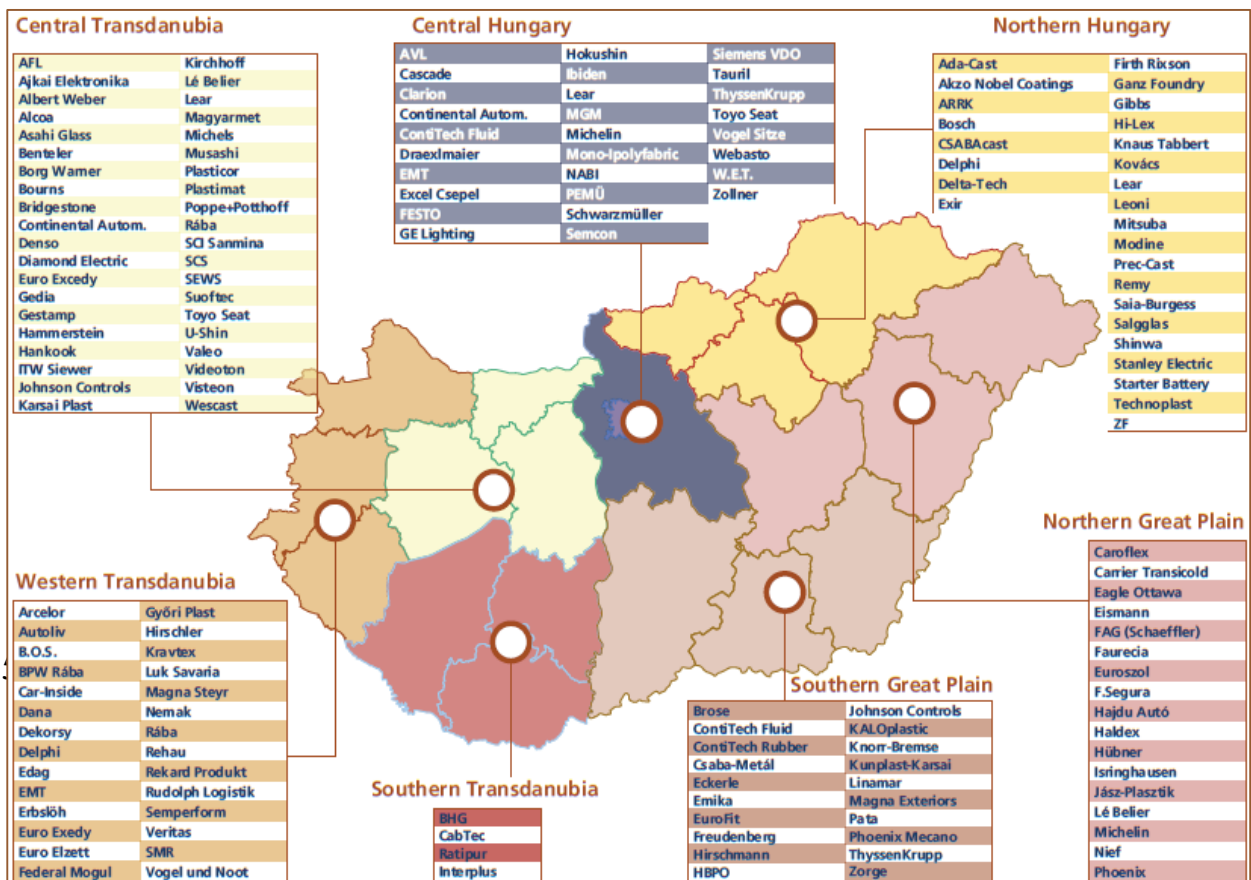 Central Transdanubia
AFL
Ajkai Elektronika
Albert Weber
Alcoa
Asahi Glass
Benteler
Borg Warner
Bourns
Bridgestone
Continental Autom.
Denso
Diamond Electric
Euro Excedy
Gedia
Gestamp
Hammerstein
Hankook
ITW Siewer
Johnson Controls
Karsai Plast
Kirchhoff
Lé Belier
Lear
Magyarmet
Michels
Musashi
Plasticor
Plastimat
Poppe+Potthoff
Rába
SCI Sanmina
SCS
SEWS
Suoftec
Toyo Seat
U-Shin
Valeo
Videoton
Visteon
Wescast
Central Hungary
AVL
Cascade
Clarion
Continental Autom.
ContiTech Fluid
Draexlmaier
EMT
Excel Csepel
FESTO
GE Lighting
Hokushin
Ibiden
Lear
MGM
Michelin
Mono-Ipolyfabric
NABI
PEMÜ
Schwarzmüller
Semcon
Siemens VDO
Tauril
ThyssenKrupp
Toyo Seat
Vogel Sitze
Webasto
W.E.T.
Zollner
Northern Hungary
Ada-Cast
Akzo Nobel Coatings
ARRK
Bosch
CSABAcast
Delphi
Delta-Tech
Exir
Firth Rixson
Ganz Foundry
Gibbs
Hi-Lex
Knaus Tabbert
Kovács
Lear
Leoni
Mitsuba
Modine
Prec-Cast
Remy
Saia-Burgess
Salgglas
Shinwa
Stanley Electric
Starter Battery
Technoplast
ZF
Western Transdanubia
Arcelor
Autoliv
B.O.S.
BPW Rába
Car-Inside
Dana
Dekorsy
Delphi
Edag
EMT
Erbslöh
Euro Exedy
Euro Elzett
Federal Mogul
Győri Plast
Hirschler
Kravtex
Luk Savaria
Magna Steyr
Nemak
Rába
Rehau
Rekard Produkt
Rudolph Logistik
Semperform
Veritas
SMR
Vogel und Noot
Southern Transdanubia
BHG
CabTec
Ratipur
Interplus
Southern Great Plain
Brose
ContiTech Fluid
ContiTech Rubber
Csaba-Metál
Eckerle
Emika
EuroFit
Freudenberg
Hirschmann
HBPO
Johnson Controls
KALOplastic
Knorr-Bremse
Kunplast-Karsai
Linamar
Magna Exteriors
Pata
Phoenix Mecano
ThyssenKrupp
Zorge
Northern Great Plain
Caroflex
Carrier Transicold
Eagle Ottawa
Eismann
FAG (Schaeffler)
Faurecia
Euroszol
F.Segura
Hajdu Autó
Haldex
Hübner
Isringhausen
Jász-Plasztik
Lé Belier
Michelin
Nief
Phoenix